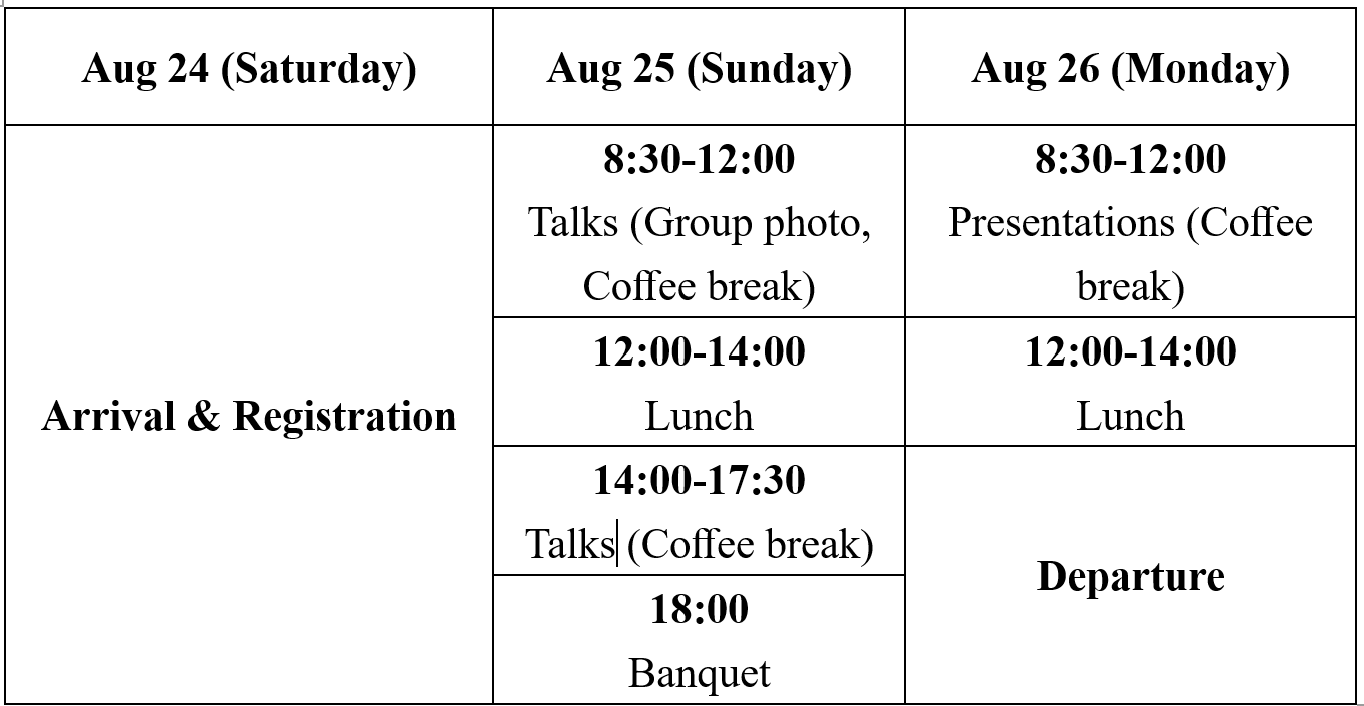 Aug 24 (Saturday)
Aug 25 (Sunday)
Aug 26 (Monday)
Arrival & Registration
8:30-12:00
Talks (Group photo,
Coffee break)
12:00-14:00
Lunch
14:00-17:30
Talks (Coffee break)
18:00
Banquet
8:30-12:00
Presentations (Coffee
break)
12:00-14:00
Lunch
Departure